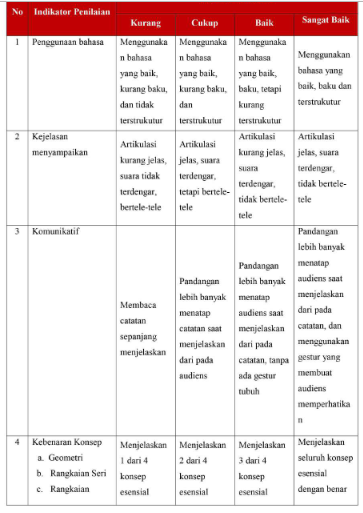 No Indikator Penilaian
Kurang Cukup Baik Sangat Baik
1 Penggunaan bahasa
Menggunaka
n bahasa
yang baik,
kurang baku,
dan tidak
terstrukutur
Menggunaka
n bahasa
yang baik,
kurang baku,
dan
terstrukutur
Menggunaka
n bahasa
yang baik,
baku, tetapi
kurang
terstrukutur
Menggunakan
bahasa yang
baik, baku dan
terstrukutur
2 Kejelasan
menyampaikan
Artikulasi
kurang jelas,
suara tidak
terdengar,
bertele-tele
Artikulasi
jelas, suara
terdengar,
tetapi bertele-
tele
Artikulasi
kurang jelas,
suara
terdengar,
tidak bertele-
tele
Artikulasi
jelas, suara
terdengar,
tidak bertele-
tele
3 Komunikatif
Membaca
catatan
sepanjang
menjelaskan
Pandangan
lebih banyak
menatap
catatan saat
menjelaskan
dari pada
audiens
Pandangan
lebih banyak
menatap
audiens saat
menjelaskan
dari pada
catatan, tanpa
ada gestur
tubuh
Pandangan
lebih banyak
menatap
audiens saat
menjelaskan
dari pada
catatan, dan
menggunakan
gestur yang
membuat
audiens
memperhatika
n
4 Kebenaran Konsep
a. Geometri
b. Rangkaian Seri
c. Rangkaian
Menjelaskan
1 dari 4
konsep
esensial
Menjelaskan
2 dari 4
konsep
esensial
Menjelaskan
3 dari 4
konsep
esensial
Menjelaskan
seluruh konsep
esensial
dengan benar